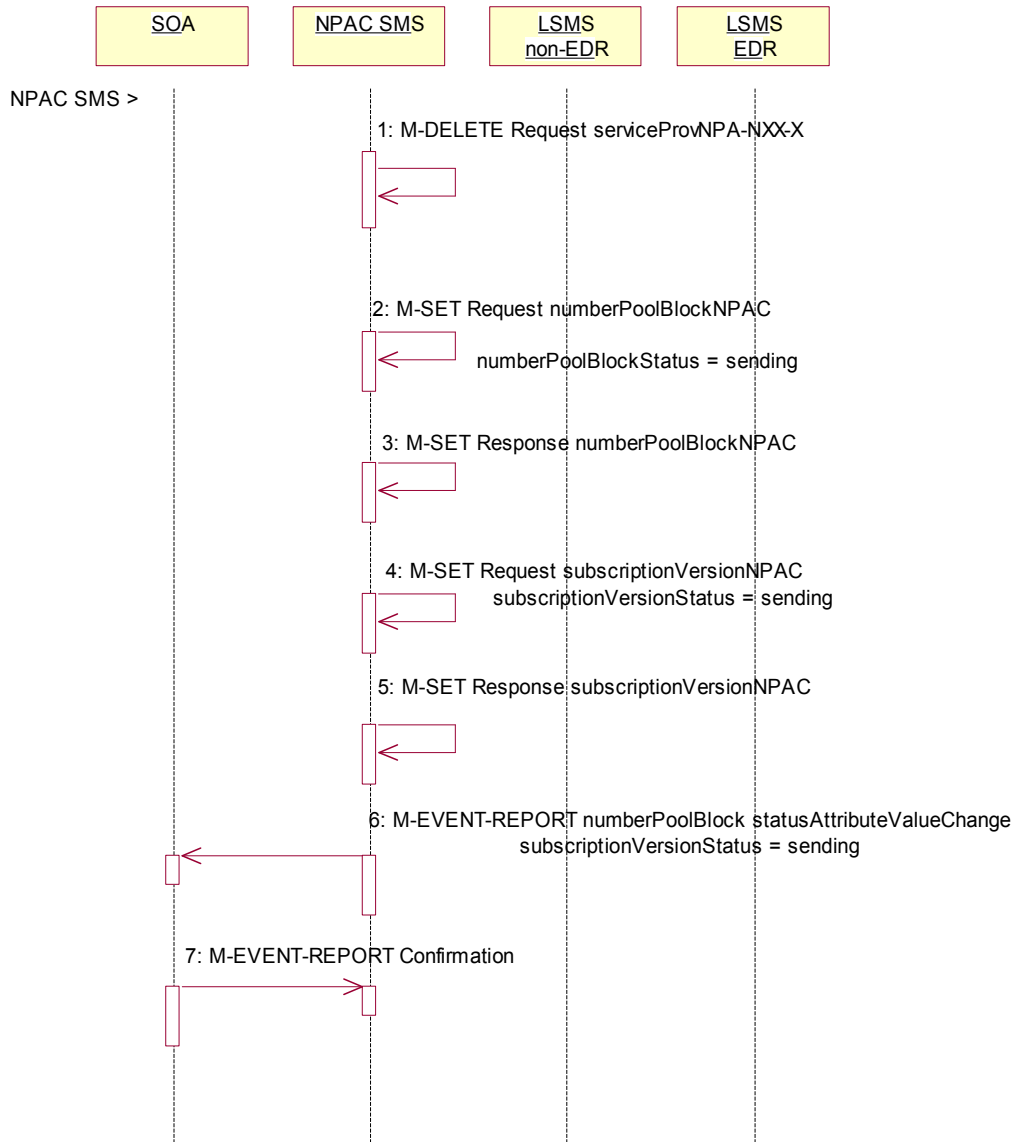 SOA
NPAC SMS
LSMS
non-EDR
LSMS
EDR
NPAC SMS >
1: M-DELETE Request serviceProvNPA-NXX-X
2: M-SET Request numberPoolBlockNPAC
numberPoolBlockStatus = sending
3: M-SET Response numberPoolBlockNPAC
4: M-SET Request subscriptionVersionNPAC
subscriptionVersionStatus = sending
5: M-SET Response subscriptionVersionNPAC
6: M-EVENT-REPORT numberPoolBlock statusAttributeValueChange
subscriptionVersionStatus = sending
7: M-EVENT-REPORT Confirmation